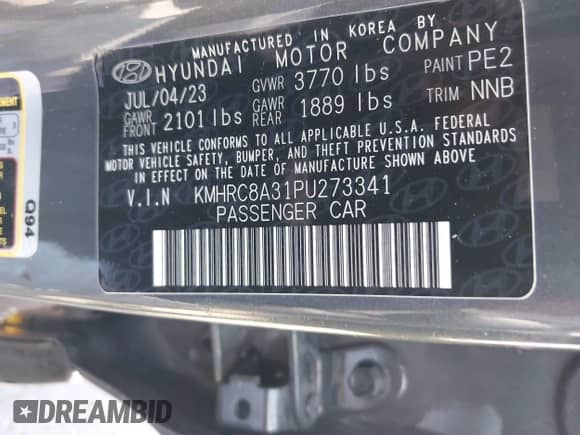 MANUFACTURED IN KOREA BY
HYUNDAI MOTOR COMPANY
JUL/04/23 GVWR 3770 lbs PAINT PE2
GAWR FRONT 2101 lbs GAWR REAR 1889 lbs TRIM NNB
THIS VEHICLE CONFORMS TO ALL APPLICABLE U.S.A. FEDERAL
MOTOR VEHICLE SAFETY, BUMPER, AND THEFT PREVENTION STANDARDS
IN EFFECT ON THE DATE OF MANUFACTURE SHOWN ABOVE.
V.I.N KMHRC8A31PU273341
PASSENGER CAR
Q94
DREAMBID